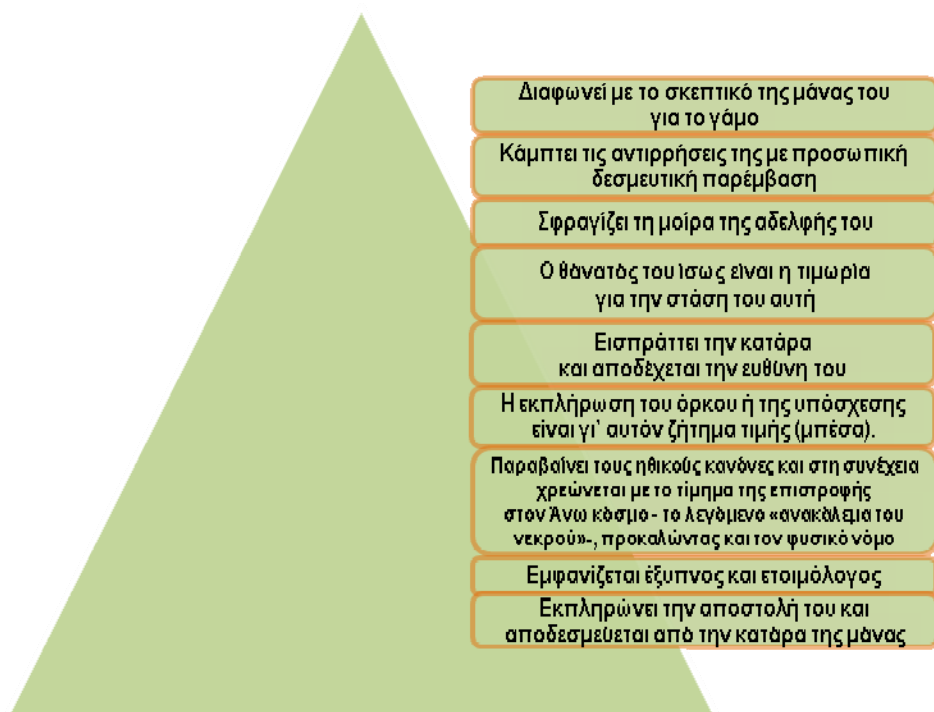 Διαφωνεί με το σκεπτικό της μάνας του
για το γάμο
Κάμπτει τις αντιρρήσεις της με προσωπική
δεσμευτική παρέμβαση
Σφραγίζει τη μοίρα της αδελφής του
Ο θάνατός του ίσως είναι η τιμωρία
για την στάση του αυτή
Εισπράττει την κατάρα
και αποδέχεται την ευθύνη του
Η εκπλήρωση του όρκου ή της υπόσχεσης
είναι γι' αυτόν ζήτημα τιμής (μπέσα).
Παραβαίνει τους ηθικούς κανόνες και στη συνέχεια
χρεώνεται με το τίμημα της επιστροφής
στον Άνω κόσμο - το λεγόμενο «ανακάλεμα του
νεκρού»-, προκαλώντας και τον φυσικό νόμο
Εμφανίζεται έξυπνος και ετοιμόλογος
Εκπληρώνει την αποστολή του και
αποδεσμεύεται από την κατάρα της μάνας